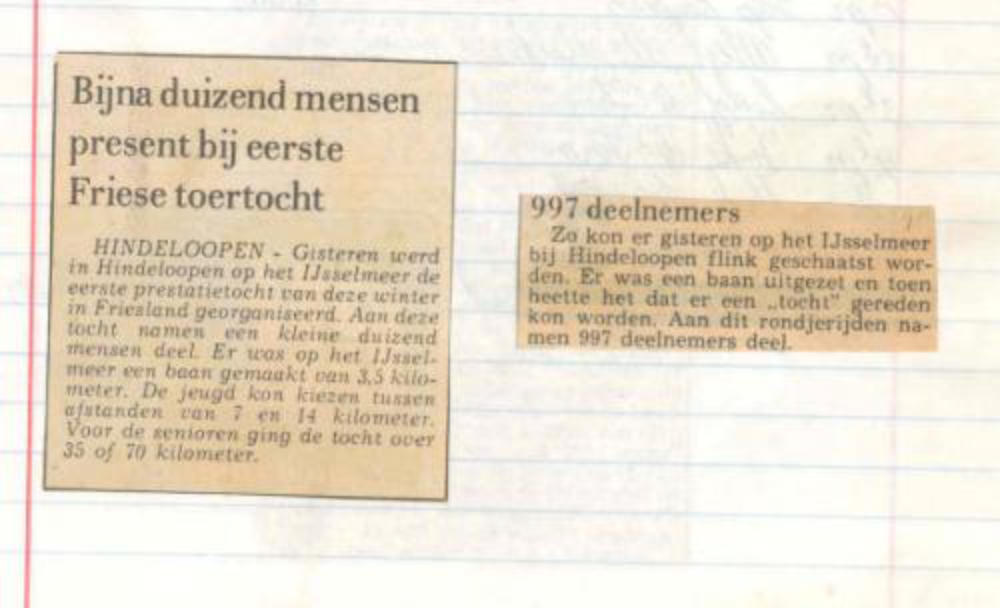 Bijna duizend mensen
present bij eerste
Friese toertocht
HINDELOOPEN - Gisteren werd
in Hindeloopen op het IJsselmeer de
eerste prestatietocht van deze winter
in Friesland georganiseerd. Aan deze
tocht namen een kleine duizend
mensen deel. Er was op het IJssel-
meer een baan gemaakt van 3,5 kilo-
meter. De jeugd kon kiezen tussen
afstanden van 7 en 14 kilometer.
Voor de senioren ging de tocht over
35 of 70 kilometer.
997 deelnemers
Zo kon er gisteren op het IJsselmeer
bij Hindeloopen flink geschaatst wor-
den. Er was een baan uitgezet en toen
heette het dat er een „tocht” gereden
kon worden. Aan dit rondjerijden na-
men 997 deelnemers deel.